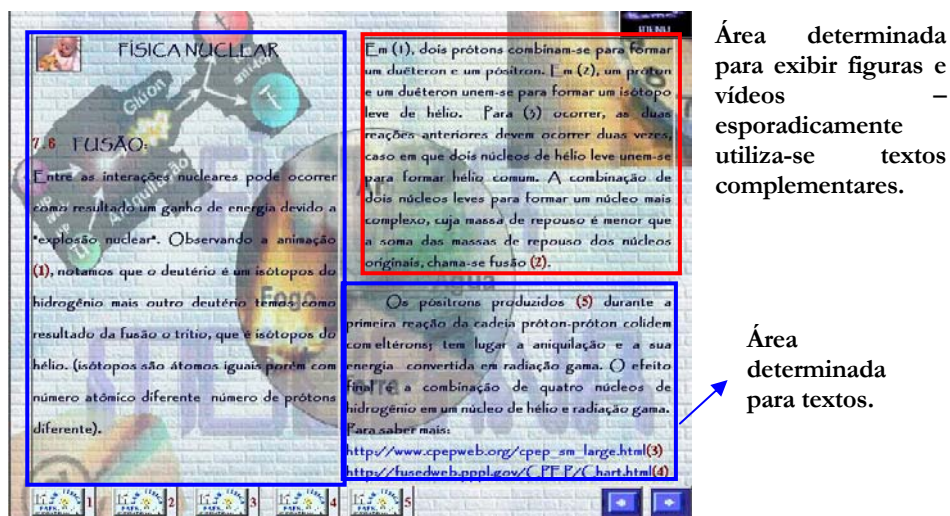 FÍSICA NUCLEAR
7.6 FUSÃO:
Entre as interações nucleares pode ocorrer
como resultado um ganho de energia devido a
"explosão nuclear". Observando a animação
(1), notamos que o deutério é um isótopos do
hidrogênio mais outro deutério temos como
resultado da fusão o trítio, que é isótopos do
hélio. (isótopos são átomos iguais porém com
número atômico diferente número de prótons
diferente).
MENU
Em (1), dois prótons combinam-se para formar
um duêteron e um pósitron. Em (2), um próton
e um duêteron unem-se para formar um isótopo
leve de hélio. Para (3) ocorrer, as duas
reações anteriores devem ocorrer duas vezes,
caso em que dois núcleos de hélio leve unem-se
para formar hélio comum. A combinação de
dois núcleos leves para formar um núcleo mais
complexo, cuja massa de repouso é menor que
a soma das massas de repouso dos núcleos
originais, chama-se fusão (2).
Os pósitrons produzidos (5) durante a
primeira reação da cadeia próton-próton colidem
com eltérons; tem lugar a aniquilação e a sua
energia convertida em radiação gama. O efeito
final é a combinação de quatro núcleos de
hidrogênio em um núcleo de hélio e radiação gama.
Para saber mais:
http://www.cpepweb.org/cpep_sm_large.html(3)
http://fusedweb.pppl.gov/CPEP/Chart.html(4)
Glúon
Ar
Água
Fogo
Terra
1 2 3 4 5
Área determinada
para exibir figuras e
vídeos –
esporadicamente
utiliza-se textos
complementares.
Área
determinada
para textos.